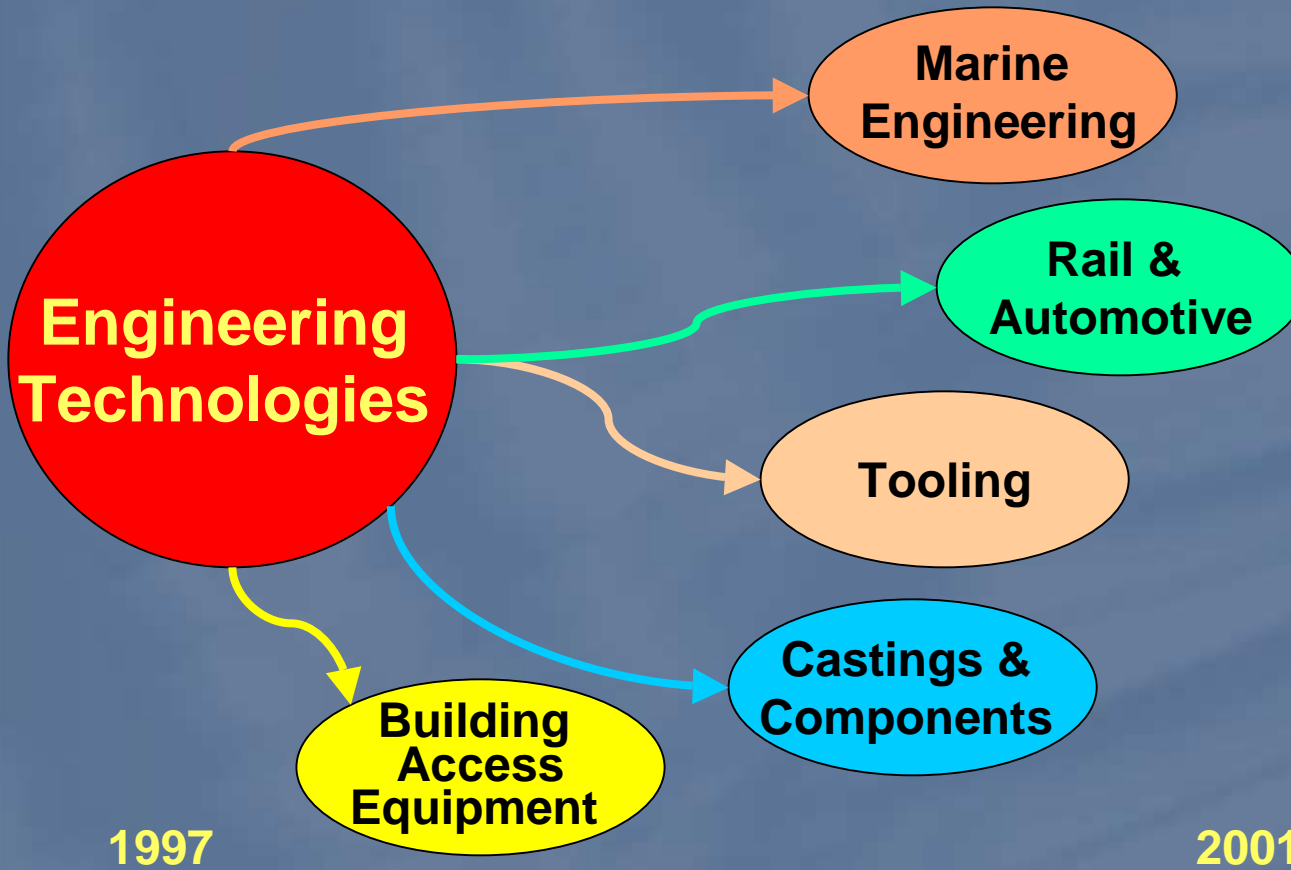 Marine
Engineering
Rail &
Automotive
Engineering
Technologies
Tooling
Castings &
Components
Building
Access
Equipment
1997
2001